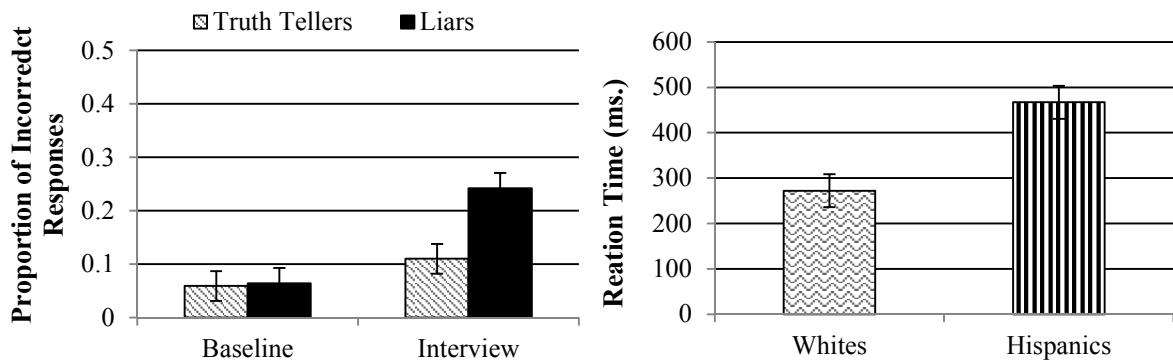 Truth Tellers Liars
Proportion of Incorredct
Responses
0.5
0.4
0.3
0.2
0.1
0
Baseline Interview
Reation Time (ms.)
600
500
400
300
200
100
0
Whites Hispanics